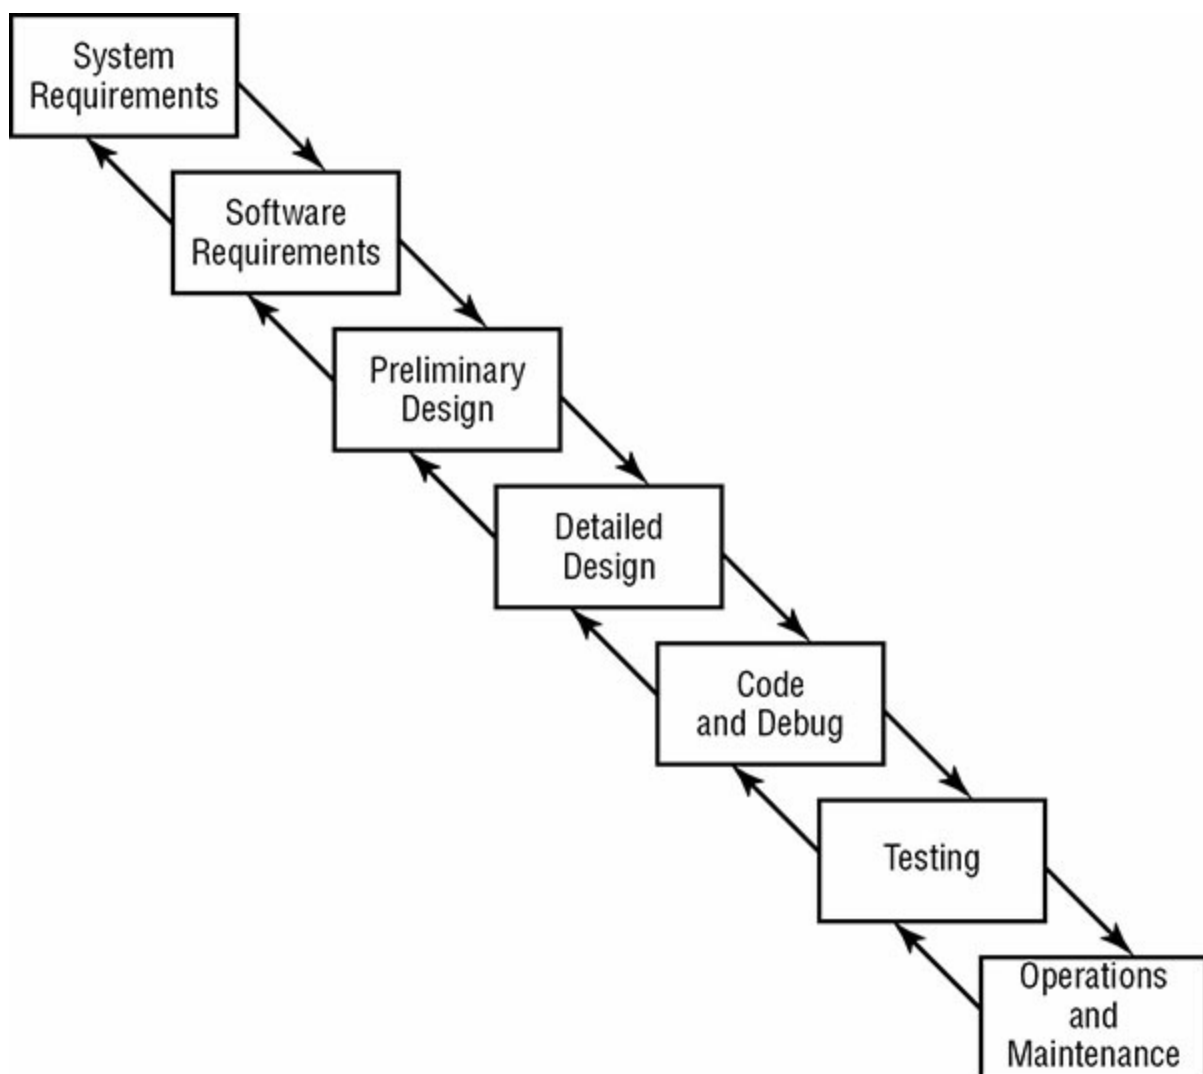 System
Requirements
Software
Requirements
Preliminary
Design
Detailed
Design
Code
and Debug
Testing
Operations
and
Maintenance